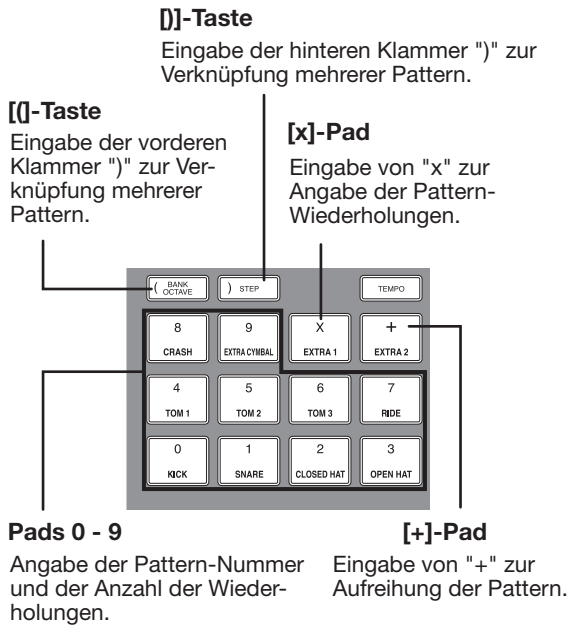 [)]-Taste
Eingabe der hinteren Klammer ")" zur
Verknüpfung mehrerer Pattern.
[(]-Taste
Eingabe der vorderen
Klammer ")" zur Ver-
knüpfung mehrerer
Pattern.
[x]-Pad
Eingabe von "x" zur
Angabe der Pattern-
Wiederholungen.
( BANK
OCTAVE
) STEP
TEMPO
8
CRASH
9
EXTRA CYMBAL
X
EXTRA 1
+
EXTRA 2
4
TOM 1
5
TOM 2
6
TOM 3
7
RIDE
0
KICK
1
SNARE
2
CLOSED HAT
3
OPEN HAT
Pads 0 - 9
Angabe der Pattern-Nummer
und der Anzahl der Wieder-
holungen.
[+]-Pad
Eingabe von "+" zur
Aufreihung der Pattern.